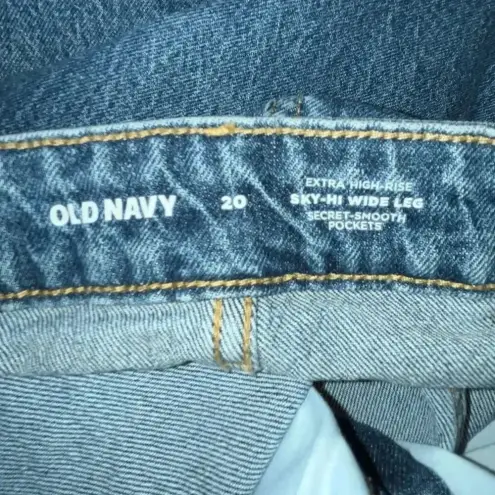 OLD NAVY
20
EXTRA HIGH-RISE
SKY-HI WIDE LEG
SECRET-SMOOTH
POCKETS